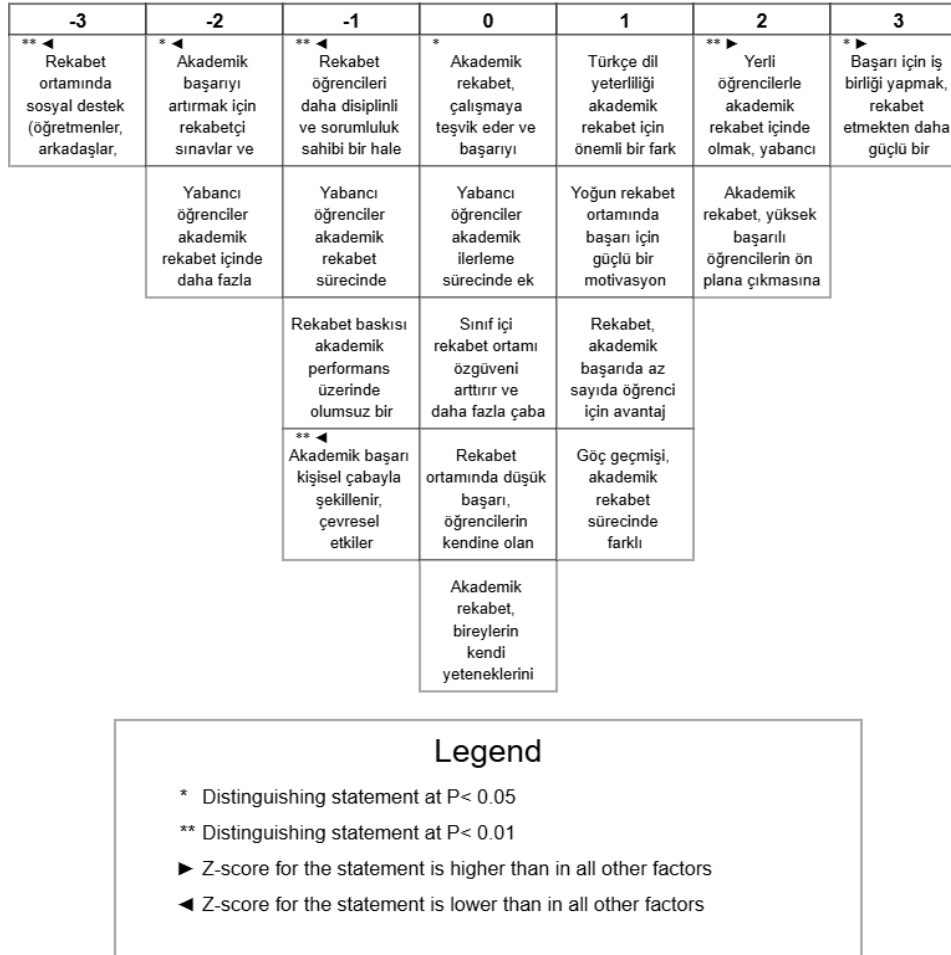 -3
-2
-1
0
1
2
3
** ◄
Rekabet
ortamında
sosyal destek
(öğretmenler,
arkadaşlar,
* ◄
Akademik
başarıyı
artırmak için
rekabetçi
sınavlar ve
** ◄
Rekabet
öğrencileri
daha disiplinli
ve sorumluluk
sahibi bir hale
*
Akademik
rekabet,
çalışmaya
teşvik eder ve
başarıyı
Türkçe dil
yeterliliği
akademik
rekabet için
önemli bir fark
** ►
Yerli
öğrencilerle
akademik
rekabet içinde
olmak, yabancı
* ►
Başarı için iş
birliği yapmak,
rekabet
etmekten daha
güçlü bir
Yabancı
öğrenciler
akademik
rekabet içinde
daha fazla
Yabancı
öğrenciler
akademik
rekabet
sürecinde
Yabancı
öğrenciler
akademik
ilerleme
sürecinde ek
Yoğun rekabet
ortamında
başarı için
güçlü bir
motivasyon
Akademik
rekabet, yüksek
başarılı
öğrencilerin ön
plana çıkmasına
Rekabet baskısı
akademik
performans
üzerinde
olumsuz bir
Sınıf içi
rekabet ortamı
özgüveni
arttırır ve
daha fazla çaba
Rekabet,
akademik
başarıda az
sayıda öğrenci
için avantaj
** ◄
Akademik başarı
kişisel çabayla
şekillenir,
çevresel
etkiler
Rekabet
ortamında düşük
başarı,
öğrencilerin
kendine olan
Göç geçmişi,
akademik
rekabet
sürecinde
farklı
Akademik
rekabet,
bireylerin
kendi
yeteneklerini
Legend
* Distinguishing statement at P< 0.05
** Distinguishing statement at P< 0.01
► Z-score for the statement is higher than in all other factors
◄ Z-score for the statement is lower than in all other factors